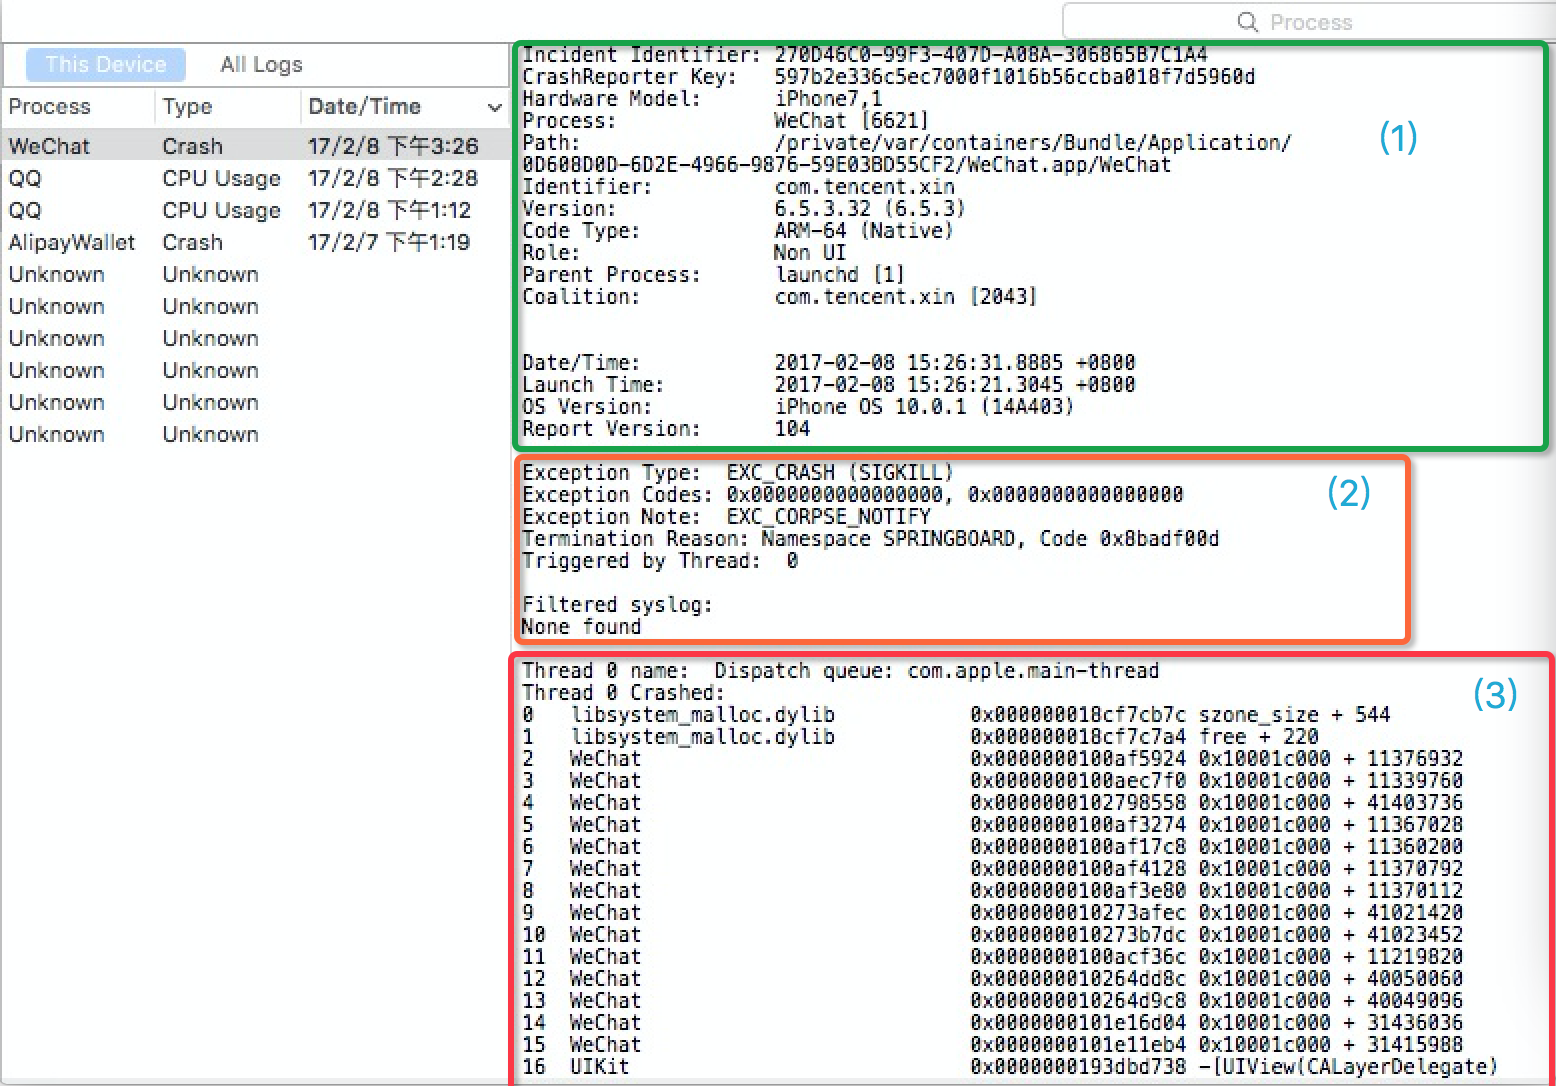 Process
This Device
All Logs
Process Type Date/Time
WeChat Crash 17/2/8 下午3:26
QQ CPU Usage 17/2/8 下午2:28
QQ CPU Usage 17/2/8 下午1:12
AlipayWallet Crash 17/2/7 下午1:19
Unknown Unknown
Unknown Unknown
Unknown Unknown
Unknown Unknown
Unknown Unknown
Unknown Unknown
(1)
Incident Identifier: 270D46C0-99F3-407D-A08A-306865B7C1A4
CrashReporter Key: 597b2e336c5ec7000f1016b56ccba018f7d5960d
Hardware Model: iPhone7,1
Process: WeChat [6621]
Path: /private/var/containers/Bundle/Application/
0D608D0D-6D2E-4966-9876-59E03BD55CF2/WeChat.app/WeChat
Identifier: com.tencent.xin
Version: 6.5.3.32 (6.5.3)
Code Type: ARM-64 (Native)
Role: Non UI
Parent Process: launchd [1]
Coalition: com.tencent.xin [2043]
Date/Time: 2017-02-08 15:26:31.8885 +0800
Launch Time: 2017-02-08 15:26:21.3045 +0800
OS Version: iPhone OS 10.0.1 (14A403)
Report Version: 104
(2)
Exception Type: EXC_CRASH (SIGKILL)
Exception Codes: 0x0000000000000000, 0x0000000000000000
Exception Note: EXC_CORPSE_NOTIFY
Termination Reason: Namespace SPRINGBOARD, Code 0x8badf00d
Triggered by Thread: 0
Filtered syslog:
None found
(3)
Thread 0 name: Dispatch queue: com.apple.main-thread
Thread 0 Crashed:
0 libsystem_malloc.dylib 0x000000018cf7cb7c szone_size + 544
1 libsystem_malloc.dylib 0x000000018cf7c7a4 free + 220
2 WeChat 0x0000000100af5924 0x10001c000 + 11376932
3 WeChat 0x0000000100aec7f0 0x10001c000 + 11339760
4 WeChat 0x0000000102798558 0x10001c000 + 41403736
5 WeChat 0x0000000100af3274 0x10001c000 + 11367028
6 WeChat 0x0000000100af17c8 0x10001c000 + 11360200
7 WeChat 0x0000000100af4128 0x10001c000 + 11370792
8 WeChat 0x0000000100af3e80 0x10001c000 + 11370112
9 WeChat 0x000000010273afec 0x10001c000 + 41021420
10 WeChat 0x000000010273b7dc 0x10001c000 + 41023452
11 WeChat 0x0000000100acf36c 0x10001c000 + 11219820
12 WeChat 0x000000010264dd8c 0x10001c000 + 40050060
13 WeChat 0x000000010264d9c8 0x10001c000 + 40049096
14 WeChat 0x0000000101e16d04 0x10001c000 + 31436036
15 WeChat 0x0000000101e11eb4 0x10001c000 + 31415988
16 UIKit 0x0000000193dbd738 -[UIView(CALayerDelegate)